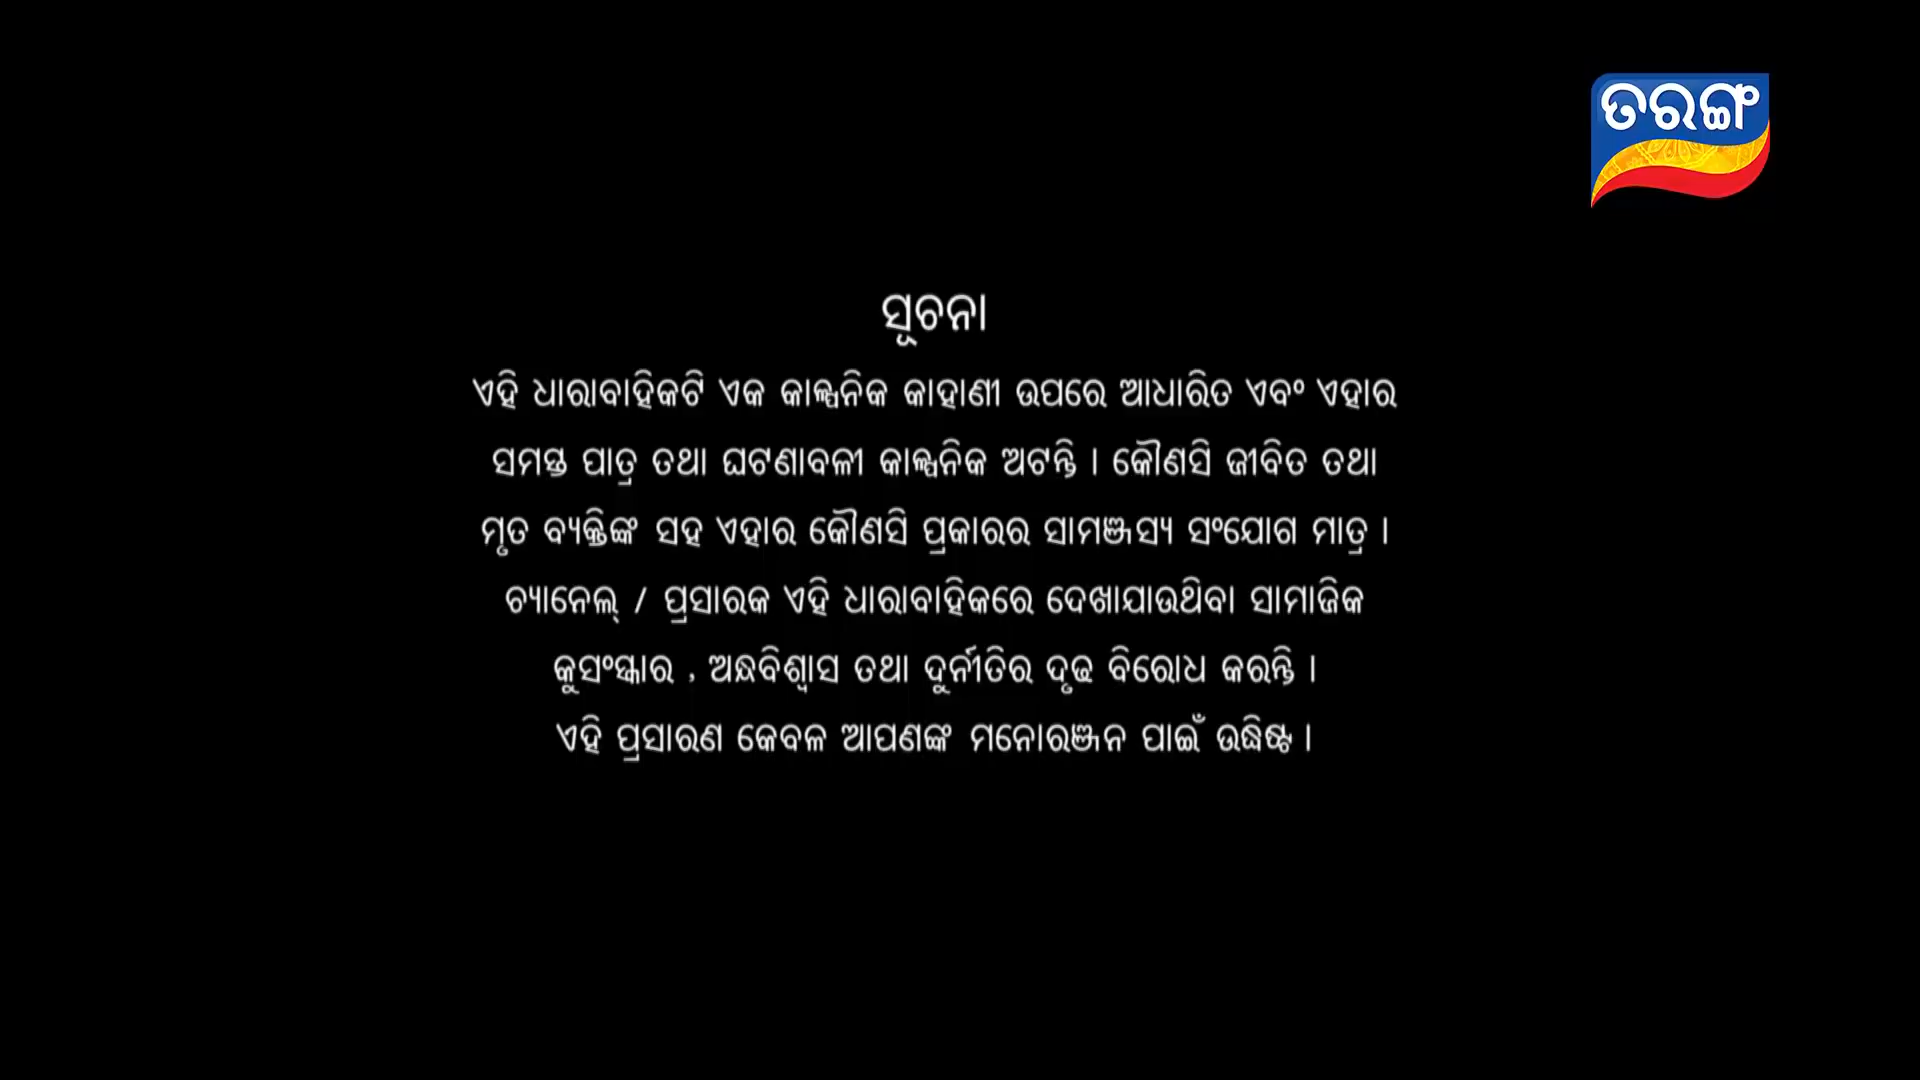 ତରଙ୍ଗ
ସୂଚନା
ଏହି ଧାରାବାହିକଟି ଏକ କାଳ୍ପନିକ କାହାଣୀ ଉପରେ ଆଧାରିତ ଏବଂ ଏହାର
ସମସ୍ତ ପାତ୍ର ତଥା ଘଟଣାବଳୀ କାଳ୍ପନିକ ଅଟନ୍ତି । କୌଣସି ଜୀବିତ ତଥା
ମୃତ ବ୍ୟକ୍ତିଙ୍କ ସହ ଏହାର କୌଣସି ପ୍ରକାରର ସାମଞ୍ଜସ୍ୟ ସଂଯୋଗ ମାତ୍ର ।
ଚ୍ୟାନେଲ୍ / ପ୍ରସାରକ ଏହି ଧାରାବାହିକରେ ଦେଖାଯାଉଥିବା ସାମାଜିକ
କୁସଂସ୍କାର , ଅନ୍ଧବିଶ୍ୱାସ ତଥା ଦୁର୍ନୀତିର ଦୃଢ ବିରୋଧ କରନ୍ତି ।
ଏହି ପ୍ରସାରଣ କେବଳ ଆପଣଙ୍କ ମନୋରଞ୍ଜନ ପାଇଁ ଉଦ୍ଧିଷ୍ଟ ।